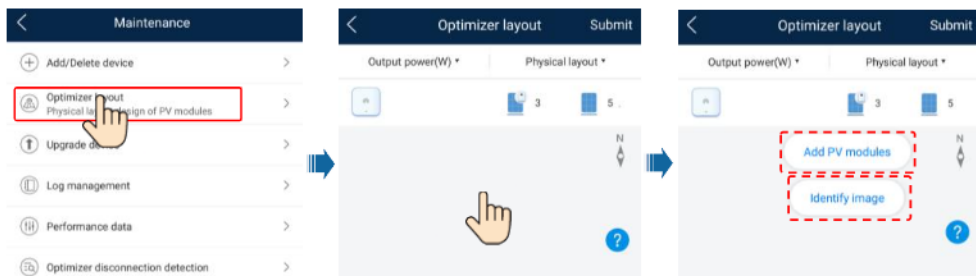 Maintenance
Add/Delete device
Optimizer layout
Physical layout design of PV modules
Upgrade device
Log management
Performance data
Optimizer disconnection detection
Optimizer layout Submit
Output power(W) Physical layout
3 5
N
?
Optimizer layout Submit
Output power(W) Physical layout
3 5
N
Add PV modules
Identify image
?